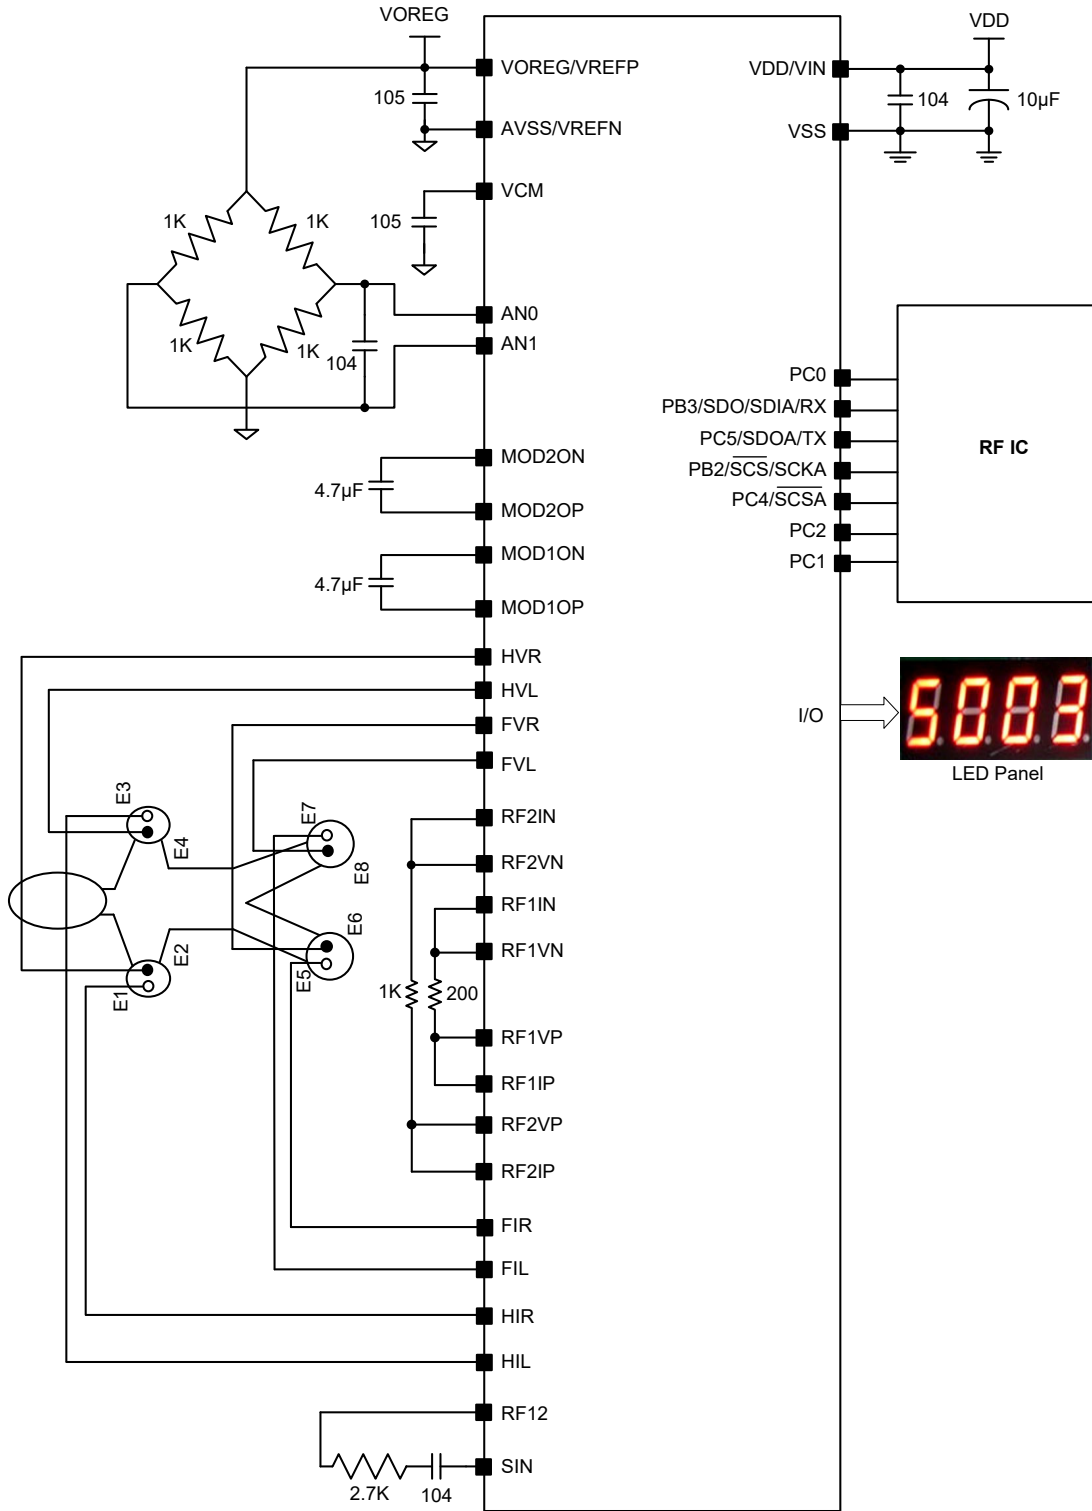 VOREG
VDD
VOREG/VREFP
VDD/VIN
105
104
10µF
AVSS/VREFN
VSS
VCM
105
1K
1K
1K
1K
104
AN0
AN1
PC0
PB3/SDO/SDIA/RX
PC5/SDOA/TX
PB2/SCS/SCKA
PC4/SCSA
PC2
PC1
RF IC
MOD2ON
4.7µF
MOD2OP
MOD1ON
4.7µF
MOD1OP
HVR
HVL
FVR
FVL
I/O
5003
LED Panel
E3
E4
E7
E8
E2
E1
E6
E5
RF2IN
RF2VN
RF1IN
RF1VN
1K
200
RF1VP
RF1IP
RF2VP
RF2IP
FIR
FIL
HIR
HIL
RF12
SIN
2.7K
104